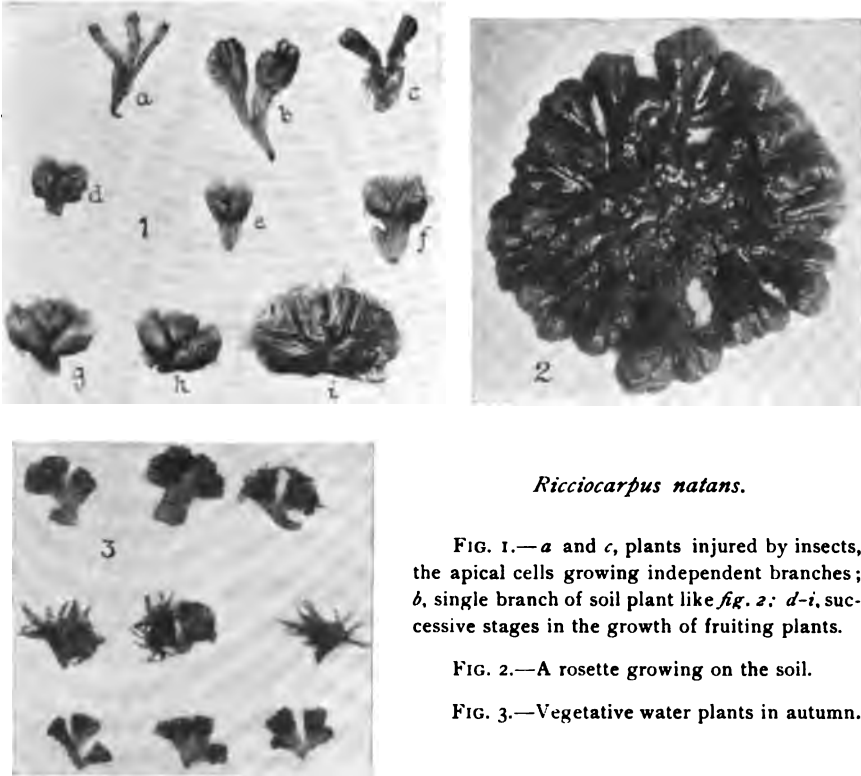 a
b
c
d
1
e
f
g
h
i
2
3
Ricciocarpus natans.
FIG. 1.—a and c, plants injured by insects,
the apical cells growing independent branches;
b, single branch of soil plant like fig. 2; d-i, suc-
cessive stages in the growth of fruiting plants.
FIG. 2.—A rosette growing on the soil.
FIG. 3.—Vegetative water plants in autumn.